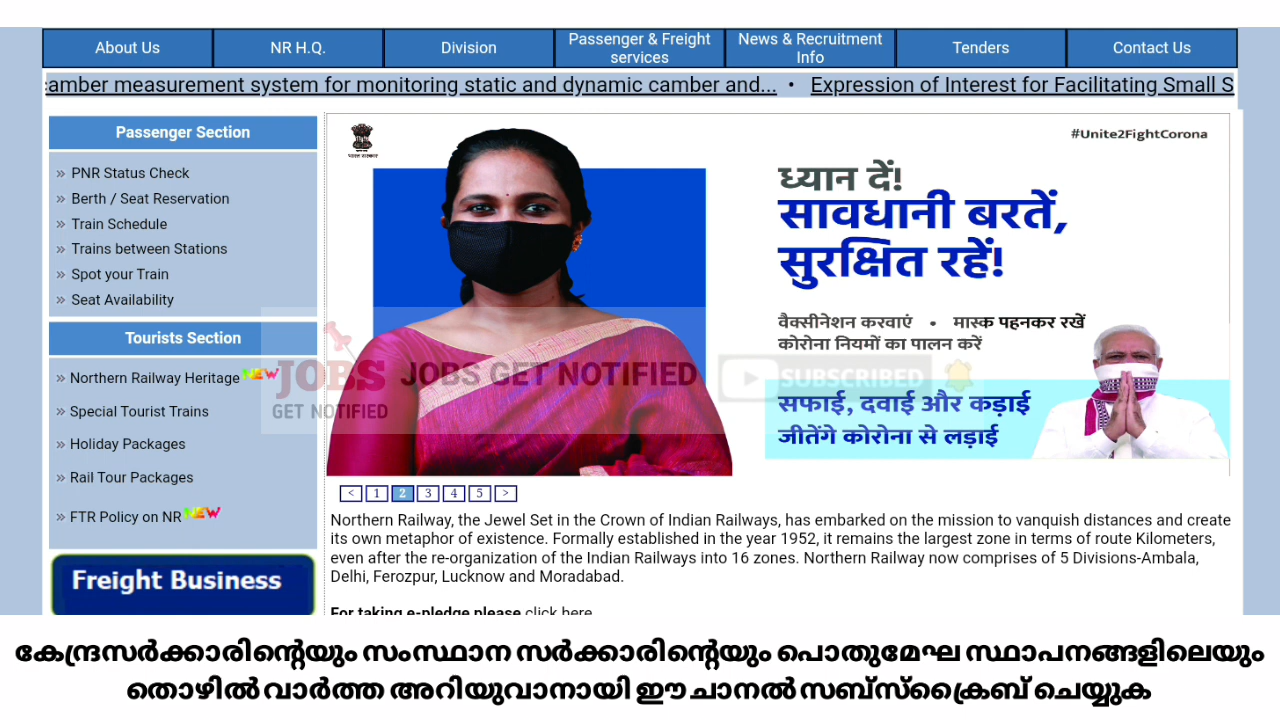 About Us
NR H.Q.
Division
Passenger & Freight
services
News & Recruitment
Info
Tenders
Contact Us
camber measurement system for monitoring static and dynamic camber and... • Expression of Interest for Facilitating Small S
Passenger Section
» PNR Status Check
» Berth / Seat Reservation
» Train Schedule
» Trains between Stations
» Spot your Train
» Seat Availability
Tourists Section
» Northern Railway Heritage NEW
» Special Tourist Trains
» Holiday Packages
» Rail Tour Packages
» FTR Policy on NR NEW
Freight Business
भारत सरकार
#Unite2FightCorona
ध्यान दें!
सावधानी बरतें,
सुरक्षित रहें!
वैक्सीनेशन करवाएं • मास्क पहनकर रखें
कोरोना नियमों का पालन करें
सफाई, दवाई और कड़ाई
जीतेंगे कोरोना से लड़ाई
JOBS
GET NOTIFIED
JOBS GET NOTIFIED
SUBSCRIBED
< 1 2 3 4 5 >
Northern Railway, the Jewel Set in the Crown of Indian Railways, has embarked on the mission to vanquish distances and create
its own metaphor of existence. Formally established in the year 1952, it remains the largest zone in terms of route Kilometers,
even after the re-organization of the Indian Railways into 16 zones. Northern Railway now comprises of 5 Divisions-Ambala,
Delhi, Ferozpur, Lucknow and Moradabad.
For taking e-pledge please click here
കേന്ദ്രസർക്കാരിന്റെയും സംസ്ഥാന സർക്കാരിന്റെയും പൊതുമേഘ സ്ഥാപനങ്ങളിലെയും
തൊഴിൽ വാർത്ത അറിയുവാനായി ഈ ചാനൽ സബ്സ്ക്രൈബ് ചെയ്യുക